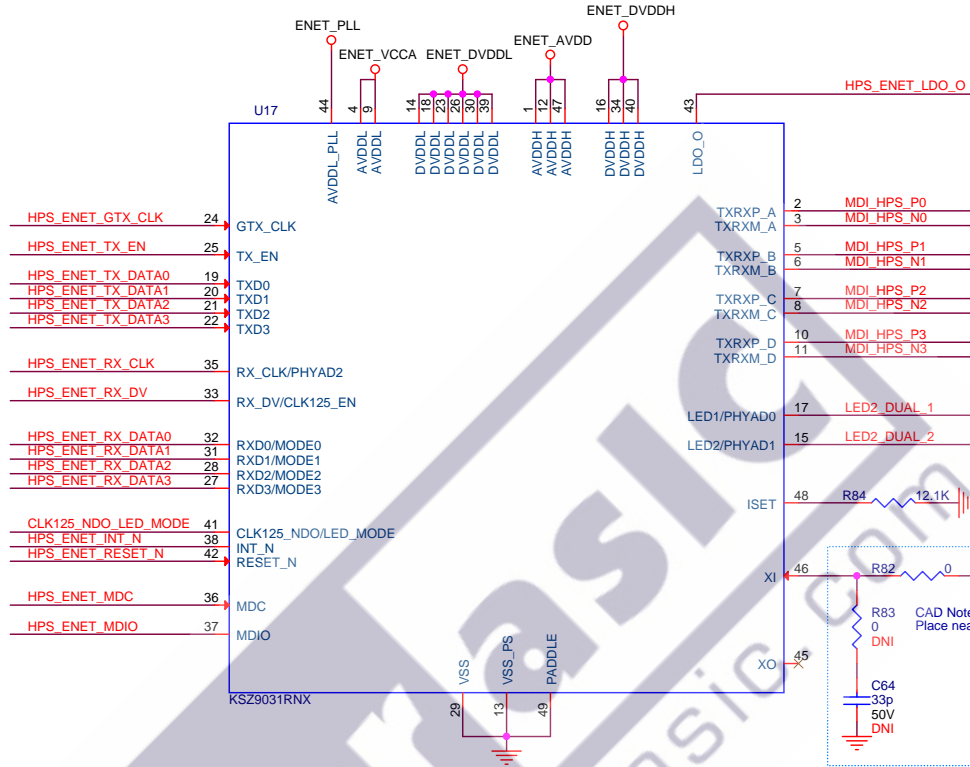 ENET_DVDDH
ENET_PLL
ENET_VCCA
ENET_DVDDL
ENET_AVDD
HPS_ENET_LDO_O
U17
44
4
9
14
18
23
26
30
39
1
12
47
16
34
40
43
AVDDL_PLL
AVDDL
AVDDL
DVDDL
DVDDL
DVDDL
DVDDL
DVDDL
DVDDL
AVDDH
AVDDH
AVDDH
DVDDH
DVDDH
DVDDH
LDO_O
HPS_ENET_GTX_CLK 24 GTX_CLK
HPS_ENET_TX_EN 25 TX_EN
HPS_ENET_TX_DATA0 19 TXD0
HPS_ENET_TX_DATA1 20 TXD1
HPS_ENET_TX_DATA2 21 TXD2
HPS_ENET_TX_DATA3 22 TXD3
HPS_ENET_RX_CLK 35 RX_CLK/PHYAD2
HPS_ENET_RX_DV 33 RX_DV/CLK125_EN
HPS_ENET_RX_DATA0 32 RXD0/MODE0
HPS_ENET_RX_DATA1 31 RXD1/MODE1
HPS_ENET_RX_DATA2 28 RXD2/MODE2
HPS_ENET_RX_DATA3 27 RXD3/MODE3
CLK125_NDO_LED_MODE 41 CLK125_NDO/LED_MODE
HPS_ENET_INT_N 38 INT_N
HPS_ENET_RESET_N 42 RESET_N
HPS_ENET_MDC 36 MDC
HPS_ENET_MDIO 37 MDIO
TXRXP_A 2 MDI_HPS_P0
TXRXM_A 3 MDI_HPS_N0
TXRXP_B 5 MDI_HPS_P1
TXRXM_B 6 MDI_HPS_N1
TXRXP_C 7 MDI_HPS_P2
TXRXM_C 8 MDI_HPS_N2
TXRXP_D 10 MDI_HPS_P3
TXRXM_D 11 MDI_HPS_N3
LED1/PHYAD0 17 LED2_DUAL_1
LED2/PHYAD1 15 LED2_DUAL_2
ISET 48 R84 12.1K
XI 46 R82 0
R83
0
DNI
CAD Note
Place nea
XO 45
C64
33p
50V
DNI
VSS
VSS_PS
PADDLE
29
13
49
KSZ9031RNX
rasic
asic.com